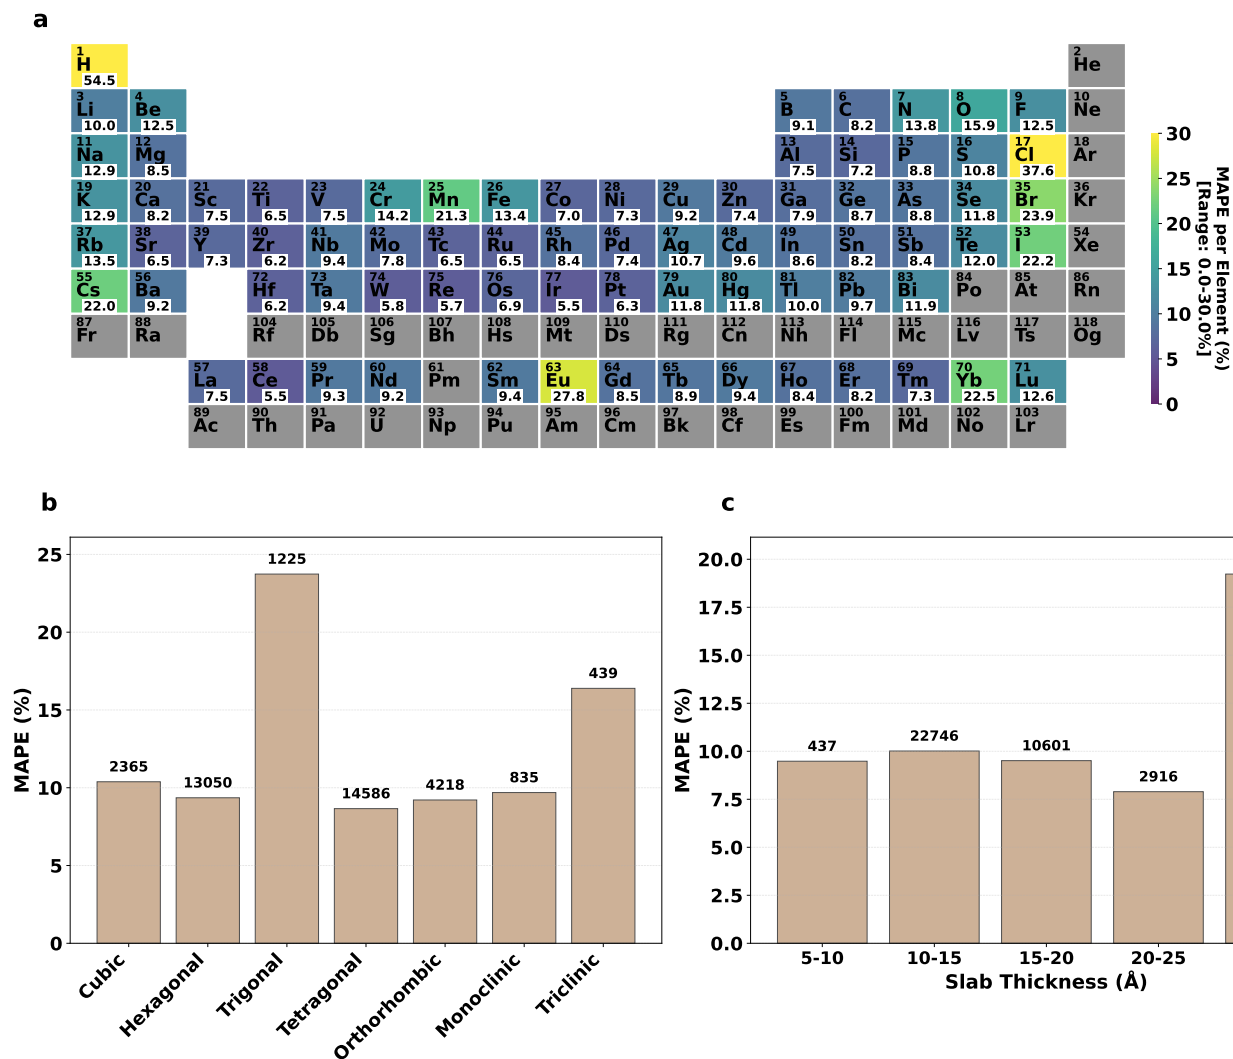 a
1 2
H He
54.5
3 4 5 6 7 8 9 10
Li Be B C N O F Ne
10.0 12.5 9.1 8.2 13.8 15.9 12.5
11 12 13 14 15 16 17 18
Na Mg Al Si P S Cl Ar
12.9 8.5 7.5 7.2 8.8 10.8 37.6
19 20 21 22 23 24 25 26 27 28 29 30 31 32 33 34 35 36
K Ca Sc Ti V Cr Mn Fe Co Ni Cu Zn Ga Ge As Se Br Kr
12.9 8.2 7.5 6.5 7.5 14.2 21.3 13.4 7.0 7.3 9.2 7.4 7.9 8.7 8.8 11.8 23.9
37 38 39 40 41 42 43 44 45 46 47 48 49 50 51 52 53 54
Rb Sr Y Zr Nb Mo Tc Ru Rh Pd Ag Cd In Sn Sb Te I Xe
13.5 6.5 7.3 6.2 9.4 7.8 6.5 6.5 8.4 7.4 10.7 9.6 8.6 8.2 8.4 12.0 22.2
55 56 72 73 74 75 76 77 78 79 80 81 82 83 84 85 86
Cs Ba Hf Ta W Re Os Ir Pt Au Hg Tl Pb Bi Po At Rn
22.0 9.2 6.2 9.4 5.8 5.7 6.9 5.5 6.3 11.8 11.8 10.0 9.7 11.9
87 88 104 105 106 107 108 109 110 111 112 113 114 115 116 117 118
Fr Ra Rf Db Sg Bh Hs Mt Ds Rg Cn Nh Fl Mc Lv Ts Og
57 58 59 60 61 62 63 64 65 66 67 68 69 70 71
La Ce Pr Nd Pm Sm Eu Gd Tb Dy Ho Er Tm Yb Lu
7.5 5.5 9.3 9.2 9.4 27.8 8.5 8.9 9.4 8.4 8.2 7.3 22.5 12.6
89 90 91 92 93 94 95 96 97 98 99 100 101 102 103
Ac Th Pa U Np Pu Am Cm Bk Cf Es Fm Md No Lr
30
25
20
15
10
5
0
MAPE per Element (%)
[Range: 0.0-30.0%]
b
MAPE (%)
25
20
15
10
5
0
2365
13050
1225
14586
4218
835
439
Cubic
Hexagonal
Trigonal
Tetragonal
Orthorhombic
Monoclinic
Triclinic
c
MAPE (%)
20.0
17.5
15.0
12.5
10.0
7.5
5.0
2.5
0.0
437
22746
10601
2916
5-10 10-15 15-20 20-25
Slab Thickness (Å)